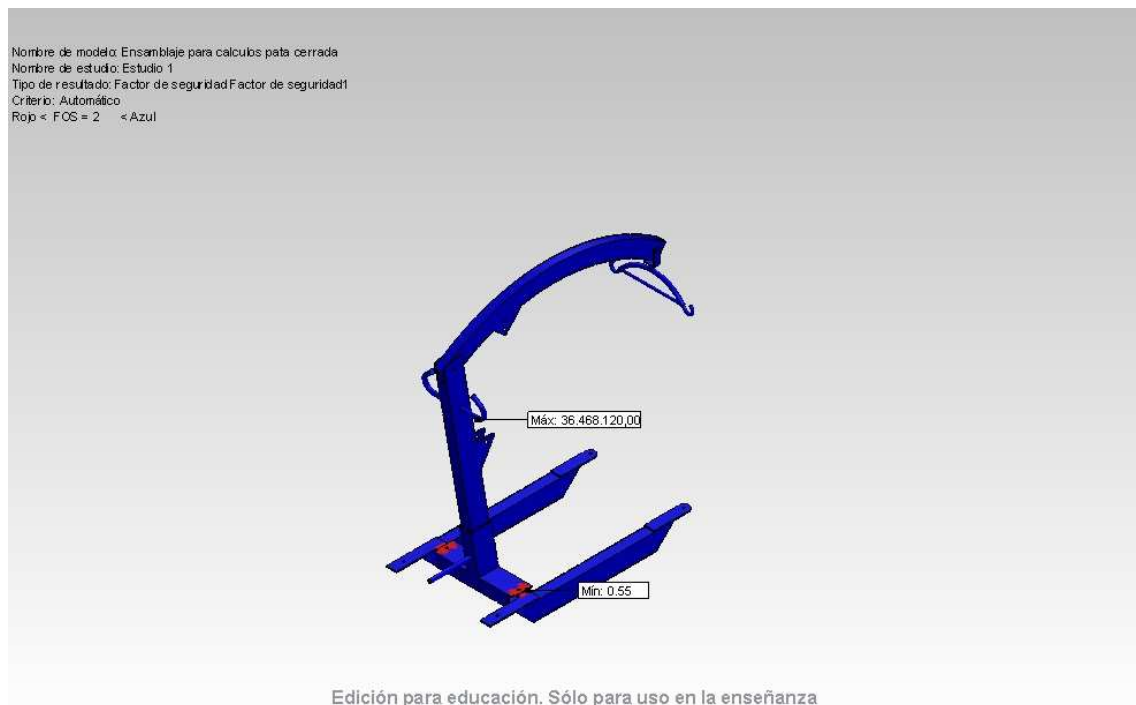 Nombre de modelo: Ensamblaje para calculos pata cerrada
Nombre de estudio: Estudio 1
Tipo de resultado: Factor de seguridad Factor de seguridad1
Criterio: Automático
Rojo < FOS = 2 < Azul
Máx: 36.468.120,00
Mín: 0.55
Edición para educación. Sólo para uso en la enseñanza